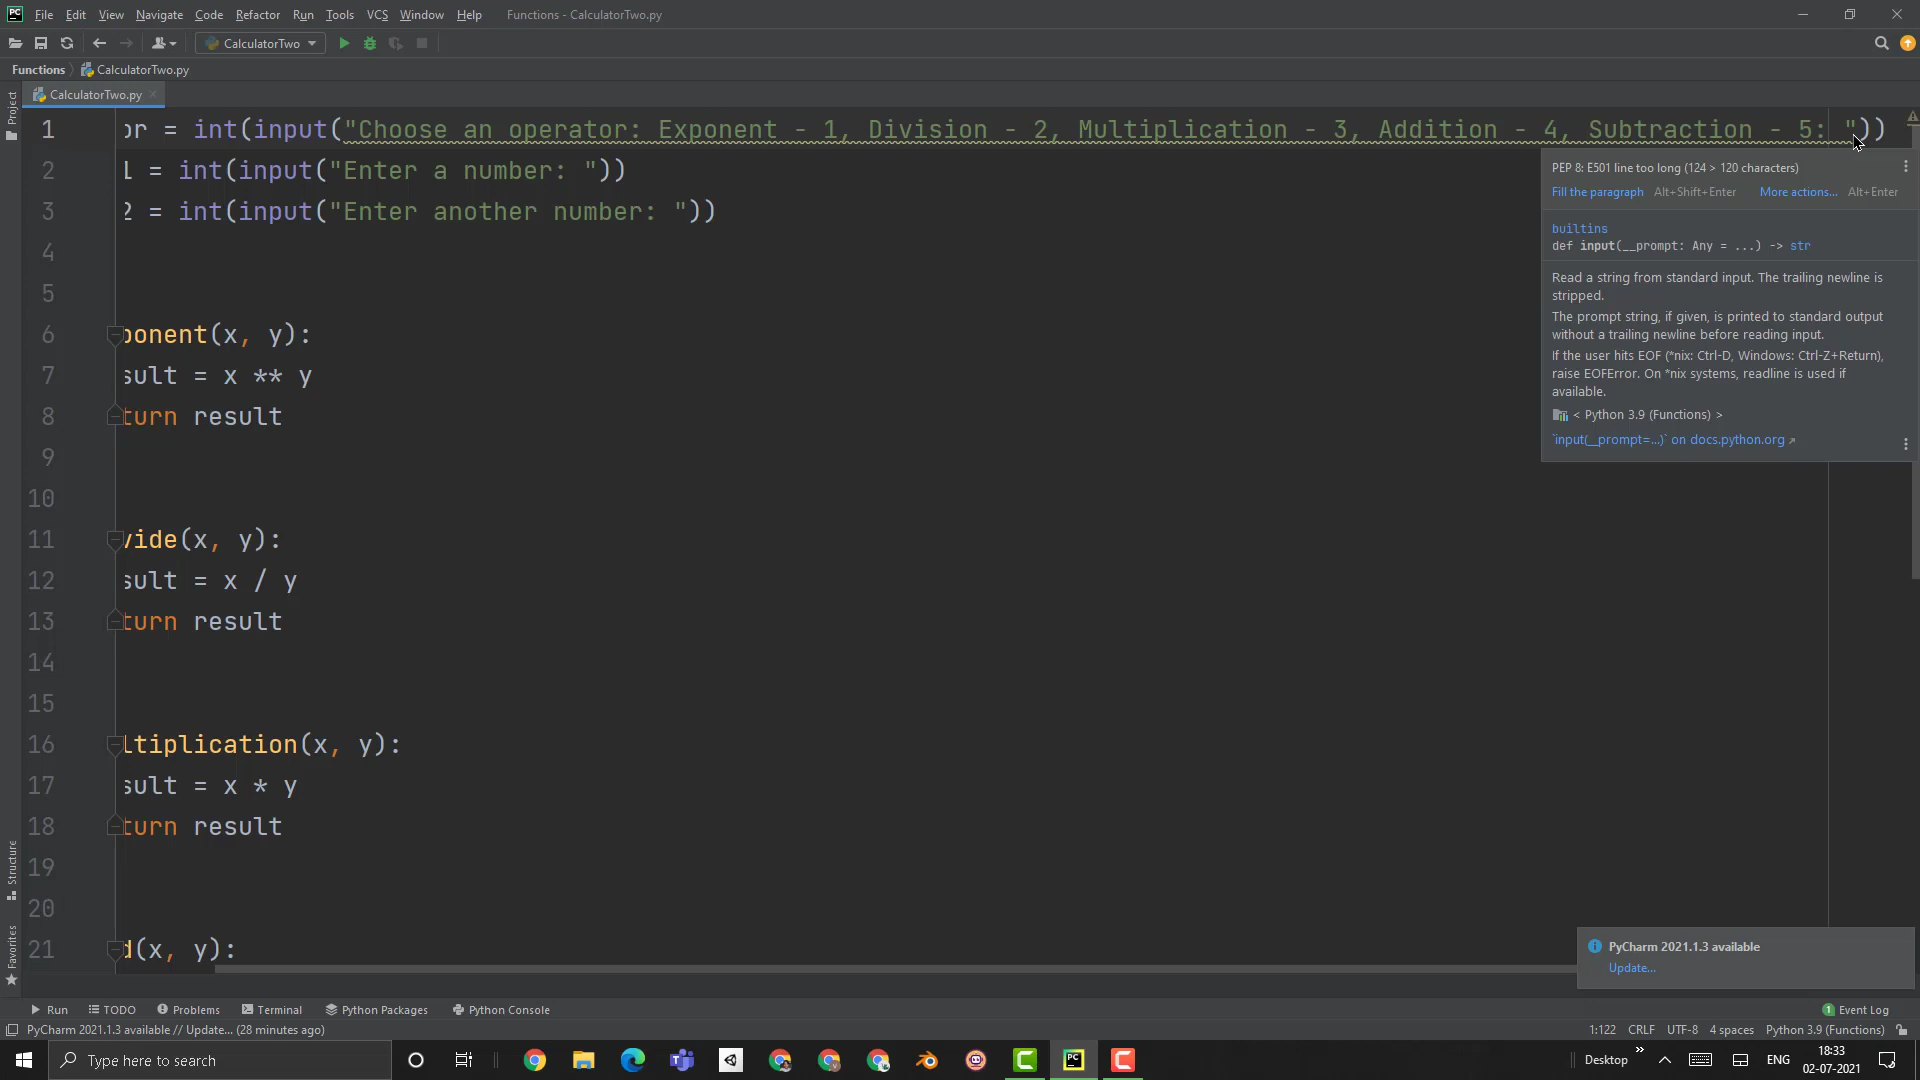 PC File Edit View Navigate Code Refactor Run Tools VCS Window Help Functions - CalculatorTwo.py
CalculatorTwo
Functions CalculatorTwo.py
CalculatorTwo.py
Project
1 or = int(input("Choose an operator: Exponent - 1, Division - 2, Multiplication - 3, Addition - 4, Subtraction - 5: "))
2 1 = int(input("Enter a number: "))
3 2 = int(input("Enter another number: "))
4
5
6 ponent(x, y):
7 sult = x ** y
8 turn result
9
10
11 vide(x, y):
12 sult = x / y
13 turn result
14
15
16 ltiplication(x, y):
17 sult = x * y
18 turn result
19
20
21 d(x, y):
PEP 8: E501 line too long (124 > 120 characters)
Fill the paragraph Alt+Shift+Enter More actions... Alt+Enter
builtins
def input(__prompt: Any = ...) -> str
Read a string from standard input. The trailing newline is
stripped.
The prompt string, if given, is printed to standard output
without a trailing newline before reading input.
If the user hits EOF (*nix: Ctrl-D, Windows: Ctrl-Z+Return),
raise EOFError. On *nix systems, readline is used if
available.
< Python 3.9 (Functions) >
`input(__prompt=...)` on docs.python.org
Structure
Favorites
PyCharm 2021.1.3 available
Update...
Run TODO Problems Terminal Python Packages Python Console 1 Event Log
PyCharm 2021.1.3 available // Update... (28 minutes ago) 1:122 CRLF UTF-8 4 spaces Python 3.9 (Functions)
Type here to search PC Desktop ENG 18:33
02-07-2021